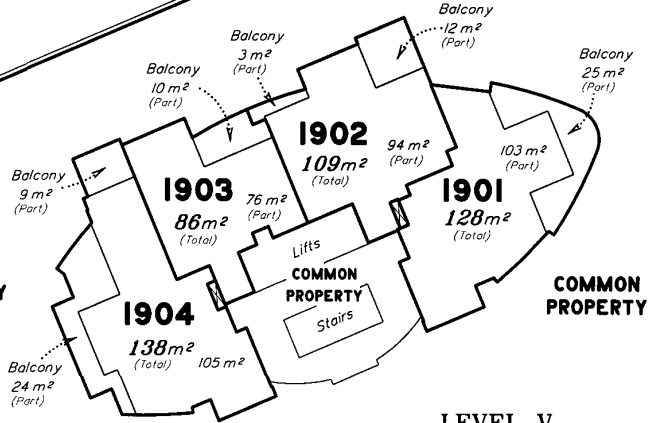 Balcony
12 m²
(Part)
Balcony
3 m²
(Part)
Balcony
25 m²
(Part)
Balcony
10 m²
(Part)
1902
109m²
(Total)
94 m²
(Part)
103 m²
(Part)
Balcony
9 m²
(Part)
1903
86m²
(Total)
76 m²
(Part)
1901
128m²
(Total)
Lifts
COMMON
PROPERTY
Stairs
COMMON
PROPERTY
Y
1904
138m²
(Total)
105 m²
Balcony
24 m²
(Part)
LEVEL V